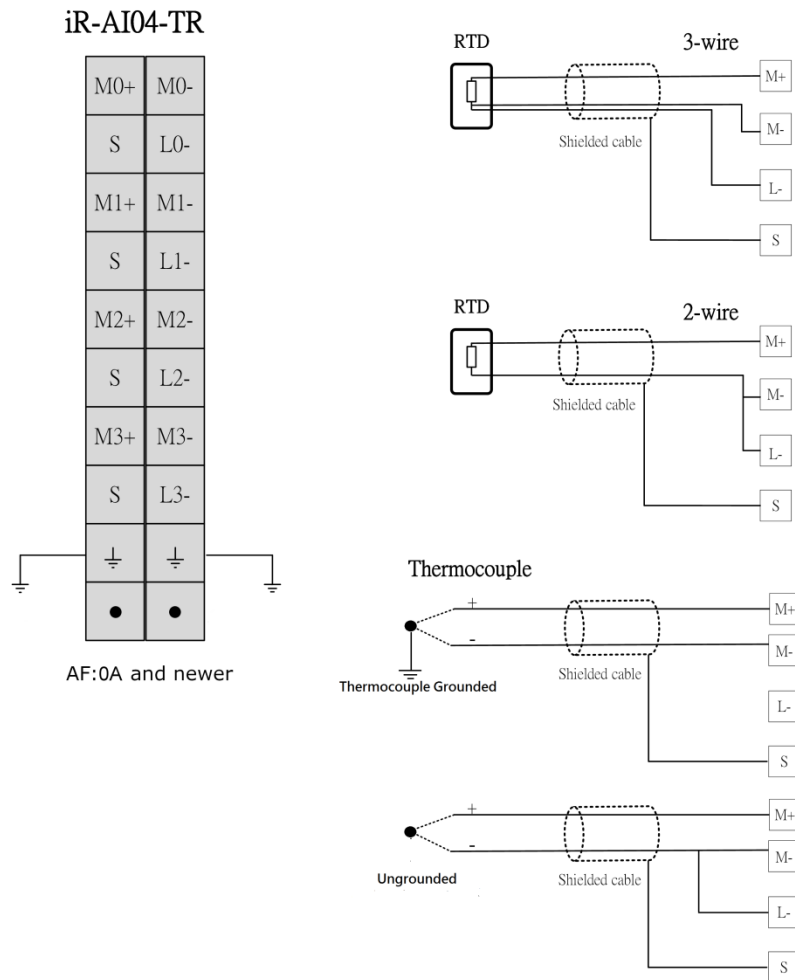 iR-AI04-TR
M0+ M0-
S L0-
M1+ M1-
S L1-
M2+ M2-
S L2-
M3+ M3-
S L3-
AF:0A and newer
RTD
3-wire
M+
M-
Shielded cable
L-
S
RTD
2-wire
M+
M-
Shielded cable
L-
S
Thermocouple
+
M+
-
M-
Shielded cable
Thermocouple Grounded
L-
S
+
M+
-
M-
Ungrounded
Shielded cable
L-
S